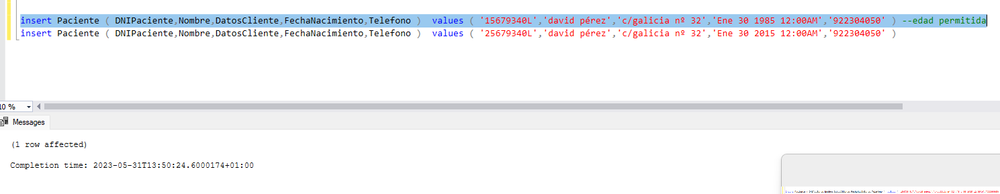 insert Paciente ( DNIPaciente,Nombre,DatosCliente,FechaNacimiento,Telefono )  values ( '15679340L','david pérez','c/galicia nº 32','Ene 30 1985 12:00AM','922304050' ) --edad permitida
insert Paciente ( DNIPaciente,Nombre,DatosCliente,FechaNacimiento,Telefono )  values ( '25679340L','david pérez','c/galicia nº 32','Ene 30 2015 12:00AM','922304050' )
Messages
(1 row affected)
Completion time: 2023-05-31T13:50:24.6000174+01:00